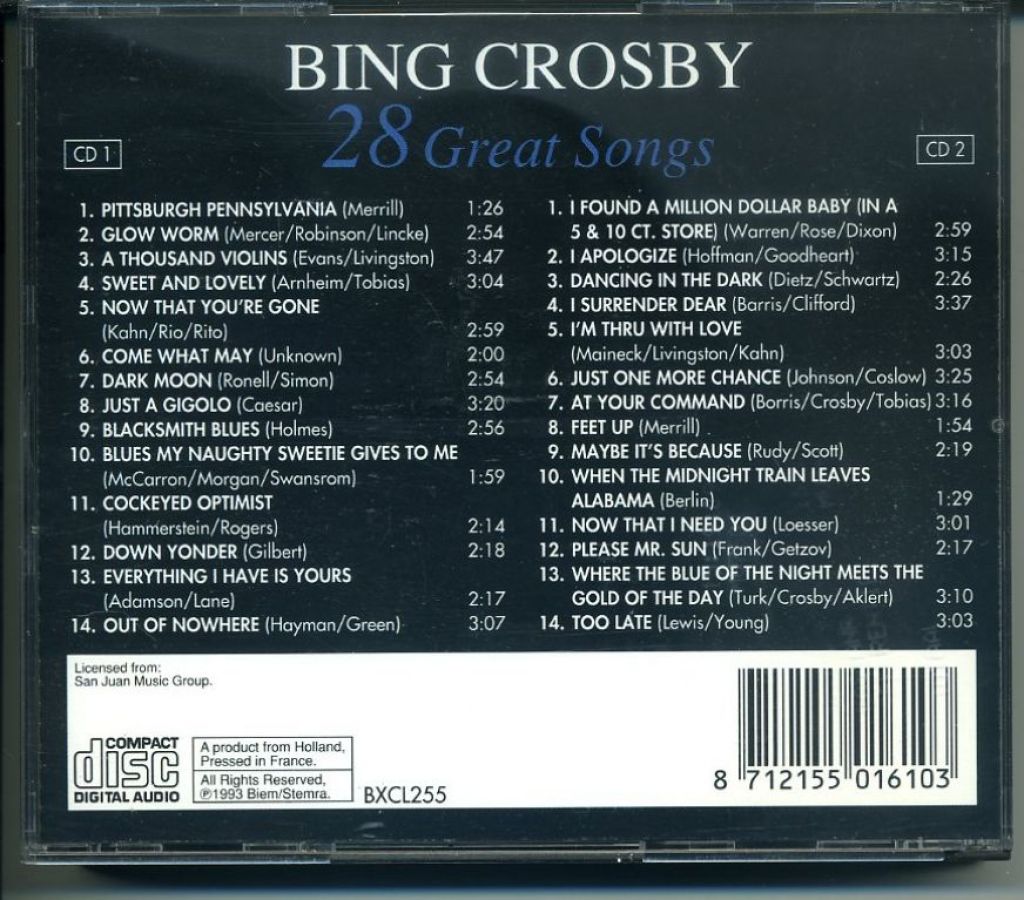 BING CROSBY
28 Great Songs
CD 1
1. PITTSBURGH PENNSYLVANIA (Merrill) 1:26
2. GLOW WORM (Mercer/Robinson/Lincke) 2:54
3. A THOUSAND VIOLINS (Evans/Livingston) 3:47
4. SWEET AND LOVELY (Arnheim/Tobias) 3:04
5. NOW THAT YOU'RE GONE
(Kahn/Rio/Rito) 2:59
6. COME WHAT MAY (Unknown) 2:00
7. DARK MOON (Ronell/Simon) 2:54
8. JUST A GIGOLO (Caesar) 3:20
9. BLACKSMITH BLUES (Holmes) 2:56
10. BLUES MY NAUGHTY SWEETIE GIVES TO ME
(McCarron/Morgan/Swansrom) 1:59
11. COCKEYED OPTIMIST
(Hammerstein/Rogers) 2:14
12. DOWN YONDER (Gilbert) 2:18
13. EVERYTHING I HAVE IS YOURS
(Adamson/Lane) 2:17
14. OUT OF NOWHERE (Hayman/Green) 3:07
CD 2
1. I FOUND A MILLION DOLLAR BABY (IN A
5 & 10 CT. STORE) (Warren/Rose/Dixon) 2:59
2. I APOLOGIZE (Hoffman/Goodheart) 3:15
3. DANCING IN THE DARK (Dietz/Schwartz) 2:26
4. I SURRENDER DEAR (Barris/Clifford) 3:37
5. I'M THRU WITH LOVE
(Maineck/Livingston/Kahn) 3:03
6. JUST ONE MORE CHANCE (Johnson/Coslow) 3:25
7. AT YOUR COMMAND (Borris/Crosby/Tobias) 3:16
8. FEET UP (Merrill) 1:54
9. MAYBE IT'S BECAUSE (Rudy/Scott) 2:19
10. WHEN THE MIDNIGHT TRAIN LEAVES
ALABAMA (Berlin) 1:29
11. NOW THAT I NEED YOU (Loesser) 3:01
12. PLEASE MR. SUN (Frank/Getzov) 2:17
13. WHERE THE BLUE OF THE NIGHT MEETS THE
GOLD OF THE DAY (Turk/Crosby/Aklert) 3:10
14. TOO LATE (Lewis/Young) 3:03
Licensed from:
San Juan Music Group.
COMPACT
disc
DIGITAL AUDIO
A product from Holland,
Pressed in France.
All Rights Reserved,
℗1993 Biem/Stemra.
BXCL255
8 712155 016103